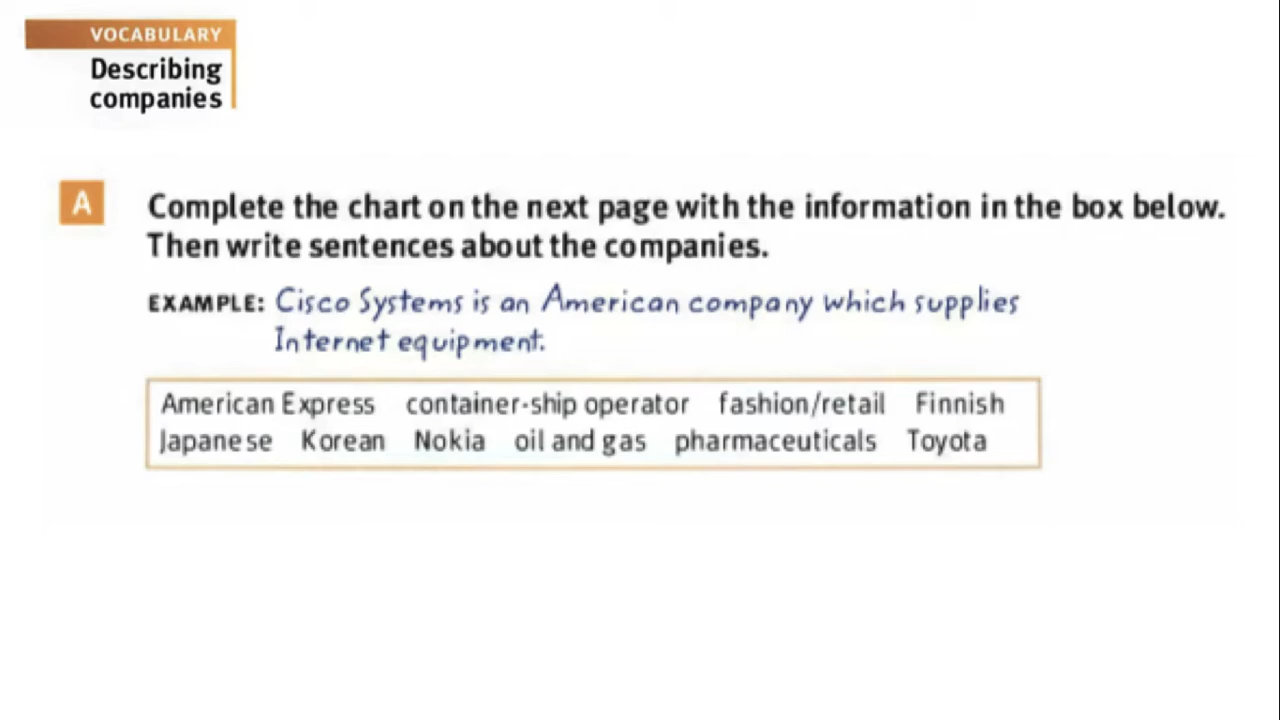 VOCABULARY
Describing
companies
A
Complete the chart on the next page with the information in the box below.
Then write sentences about the companies.
EXAMPLE: Cisco Systems is an American company which supplies
Internet equipment.
American Express container-ship operator fashion/retail Finnish
Japanese Korean Nokia oil and gas pharmaceuticals Toyota